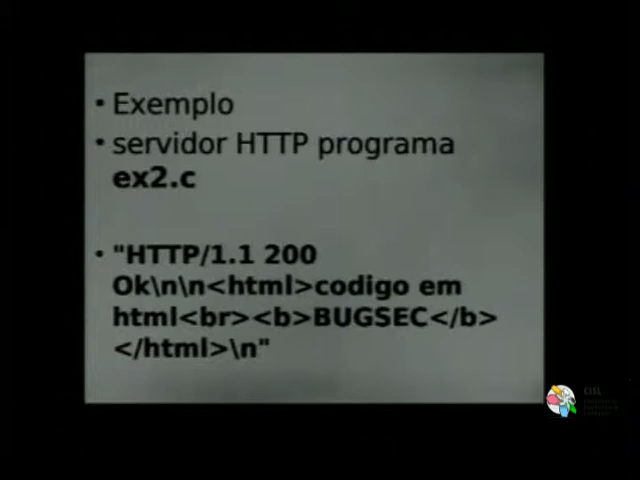 • Exemplo
• servidor HTTP programa
ex2.c
• "HTTP/1.1 200
Ok\n\n<html>codigo em
html<br><b>BUGSEC</b>
</html>\n"
CISL